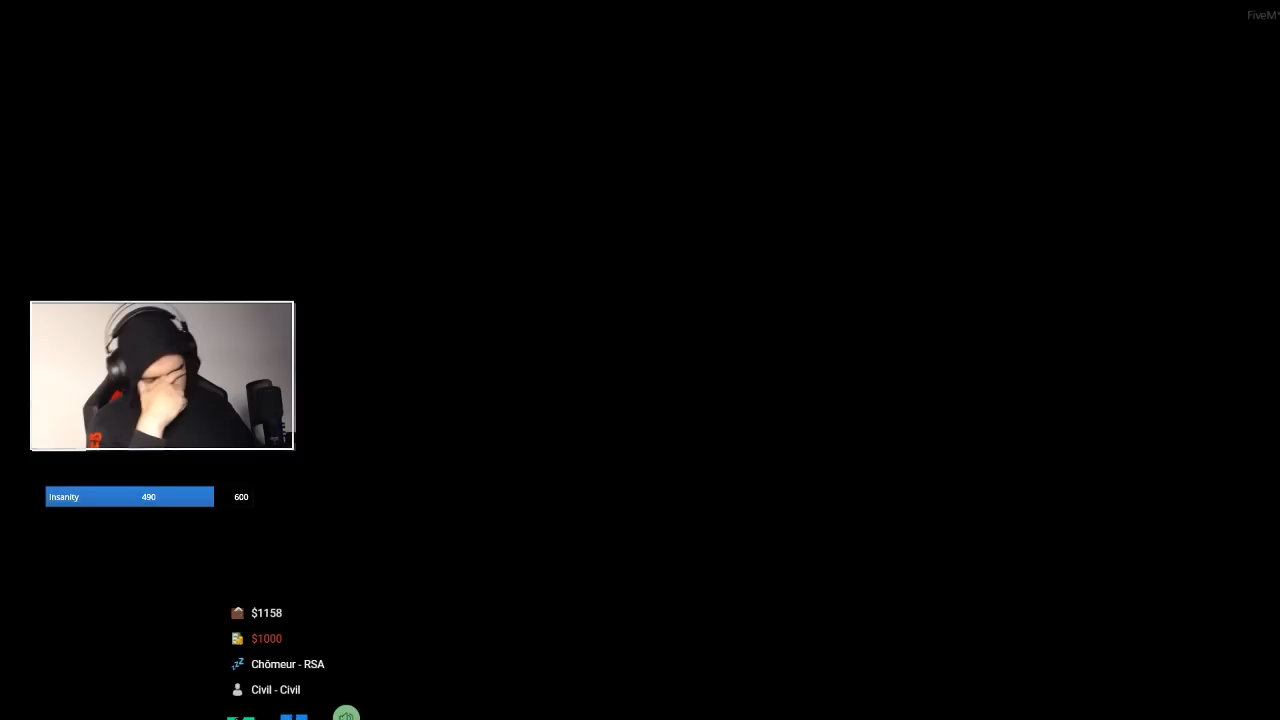 FiveM
Insanity 490 600
$1158
$1000
Chômeur - RSA
Civil - Civil